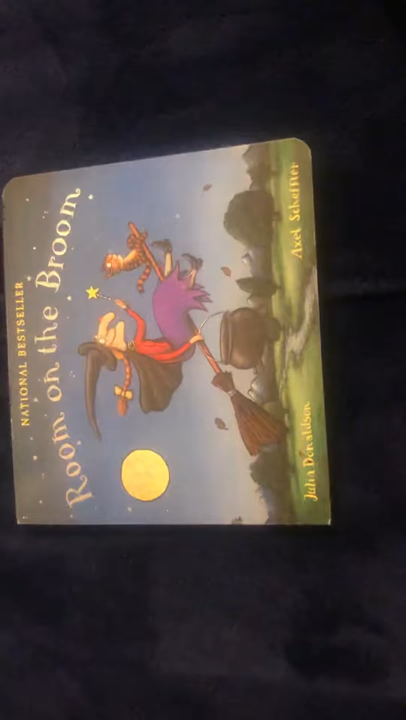 NATIONAL BESTSELLER
Room on the Broom
Julia Donaldson
Axel Scheffler